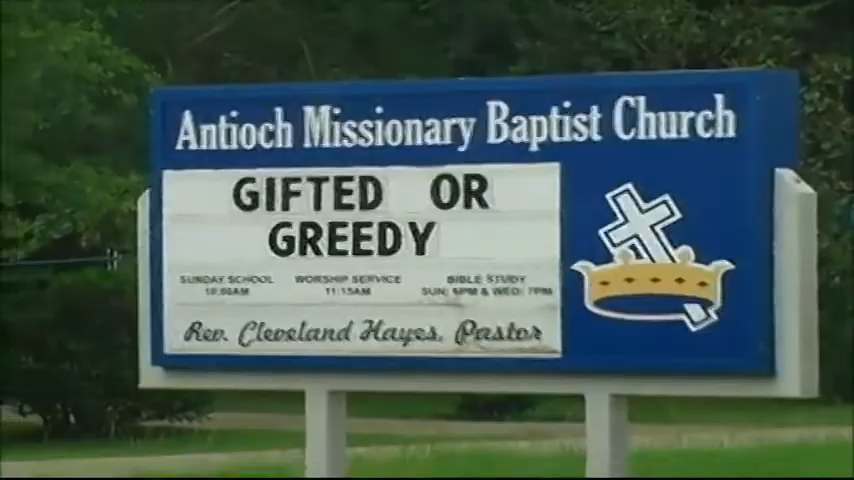 Antioch Missionary Baptist Church
GIFTED OR
GREEDY
SUNDAY SCHOOL WORSHIP SERVICE BIBLE STUDY
10:00AM 11:15AM SUN: 5PM & WED: 7PM
Rev. Cleveland Hayes, Pastor